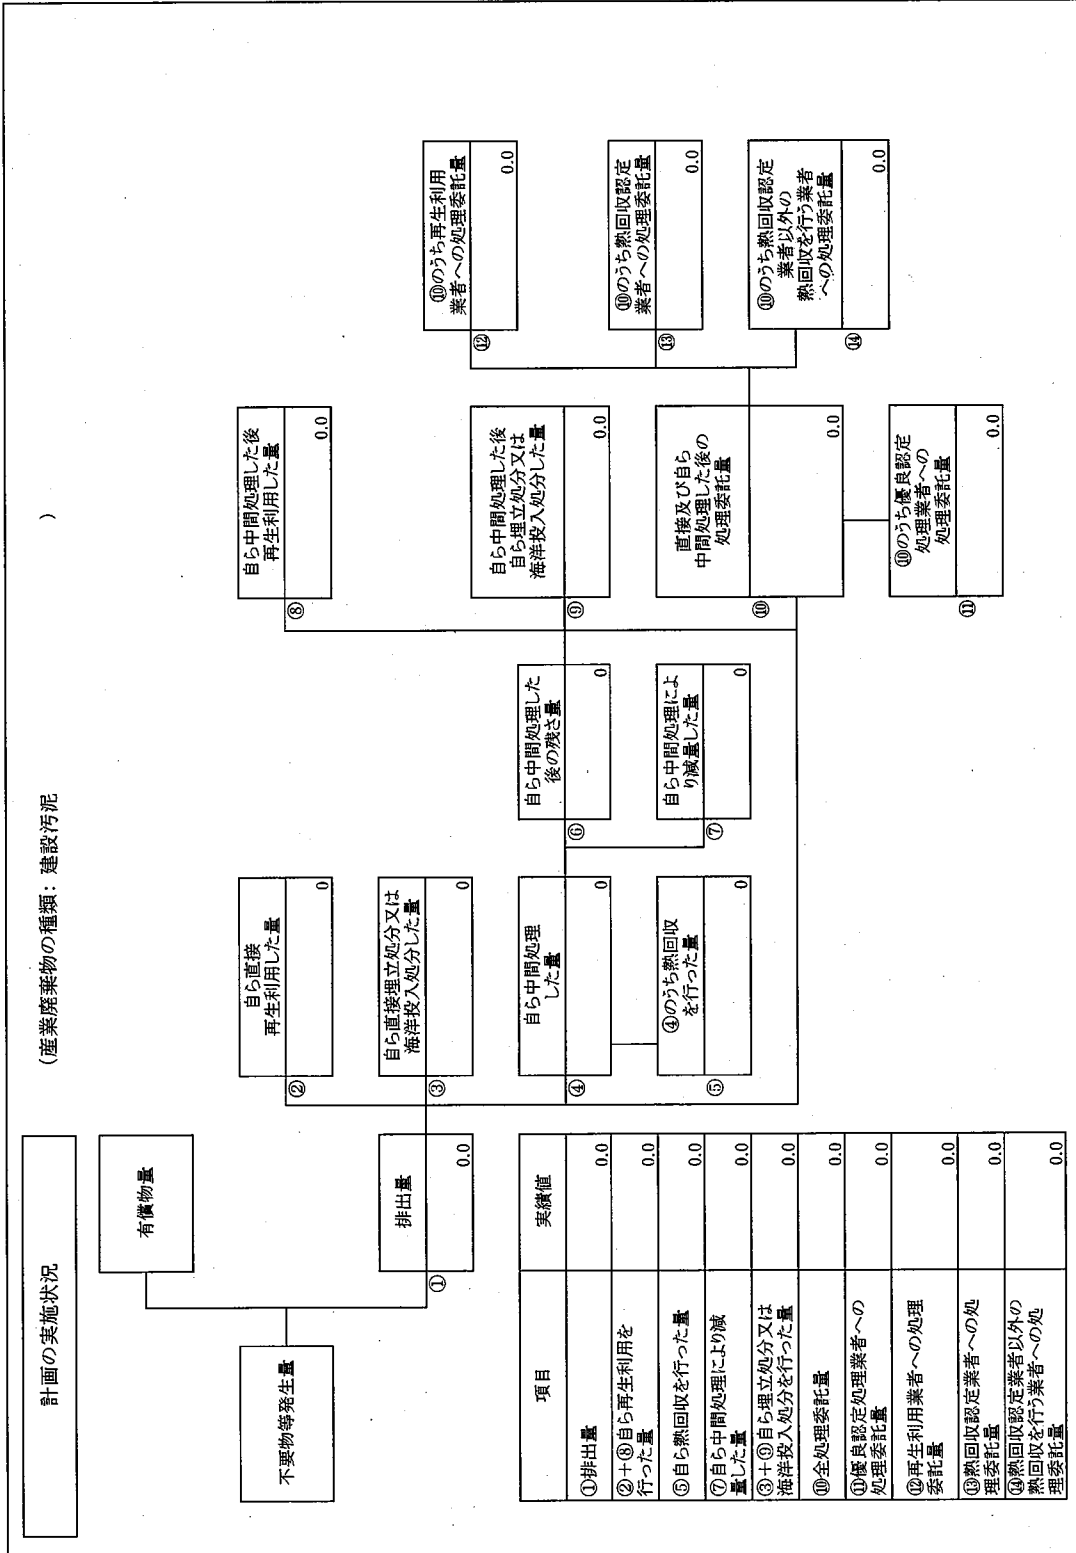 計画の実施状況
(産業廃棄物の種類: 建設汚泥
)
不要物等発生量
有償物量
排出量
①
0.0
自ら直接
再生利用した量
②
0
自ら直接埋立処分又は
海洋投入処分した量
③
0
自ら中間処理
した量
④
0
④のうち熱回収
を行った量
⑤
0
自ら中間処理した
後の残さ量
⑥
0
自ら中間処理によ
り減量した量
⑦
0
自ら中間処理した後
再生利用した量
⑧
0.0
自ら中間処理した後
自ら埋立処分又は
海洋投入処分した量
⑨
0.0
直接及び自ら
中間処理した後の
処理委託量
⑩
0.0
⑩のうち優良認定
処理業者への
処理委託量
⑪
0.0
⑩のうち再生利用
業者への処理委託量
⑫
0.0
⑩のうち熱回収認定
業者への処理委託量
⑬
0.0
⑩のうち熱回収認定
業者以外の
熱回収を行う業者
への処理委託量
⑭
0.0
項目
実績値
①排出量
0.0
②+⑧自ら再生利用を
行った量
0.0
⑤自ら熱回収を行った量
0.0
⑦自ら中間処理により減
量した量
0.0
③+⑨自ら埋立処分又は
海洋投入処分を行った量
0.0
⑩全処理委託量
0.0
⑪優良認定処理業者への
処理委託量
0.0
⑫再生利用業者への処理
委託量
0.0
⑬熱回収認定業者への処
理委託量
0.0
⑭熱回収認定業者以外の
熱回収を行う業者への処
理委託量
0.0